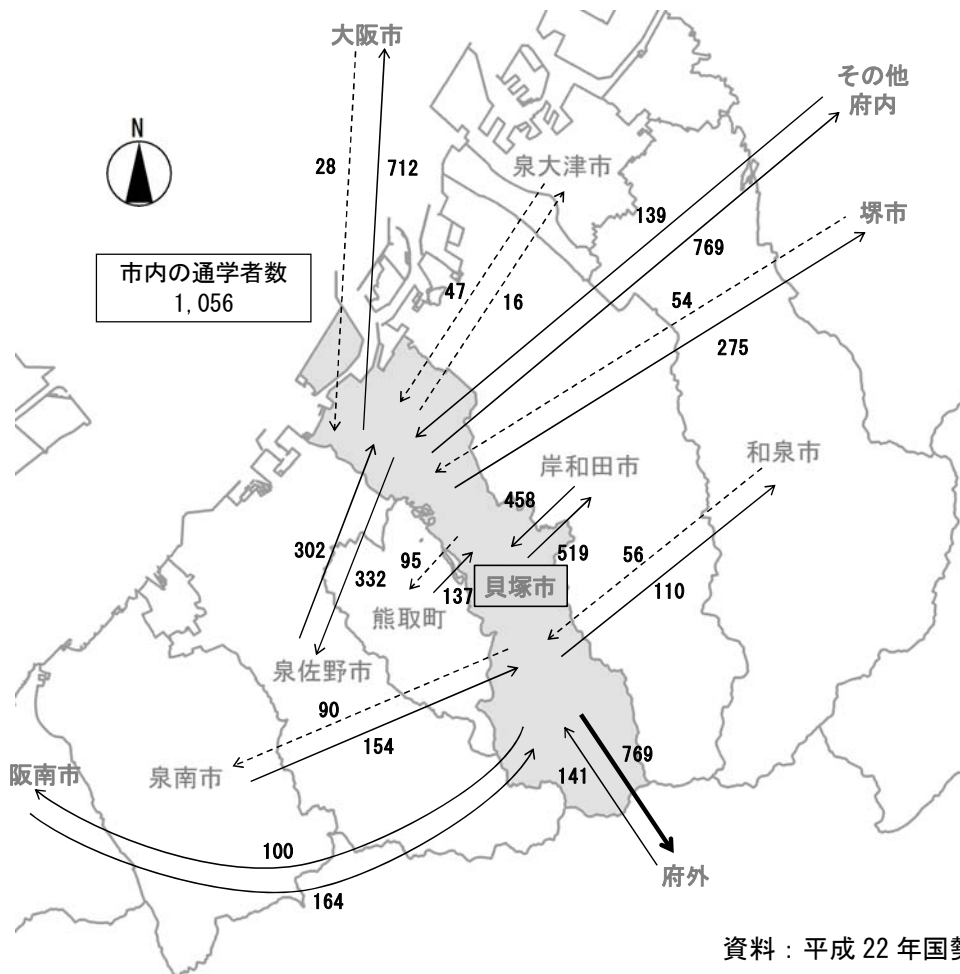 大阪市
その他
府内
N
28
712
泉大津市
139
769
堺市
市内の通学者数
1,056
47
16
54
275
岸和田市
和泉市
458
302
332
95
137
519
56
110
貝塚市
熊取町
泉佐野市
90
154
阪南市
泉南市
769
141
100
164
府外
資料：平成 22 年国勢